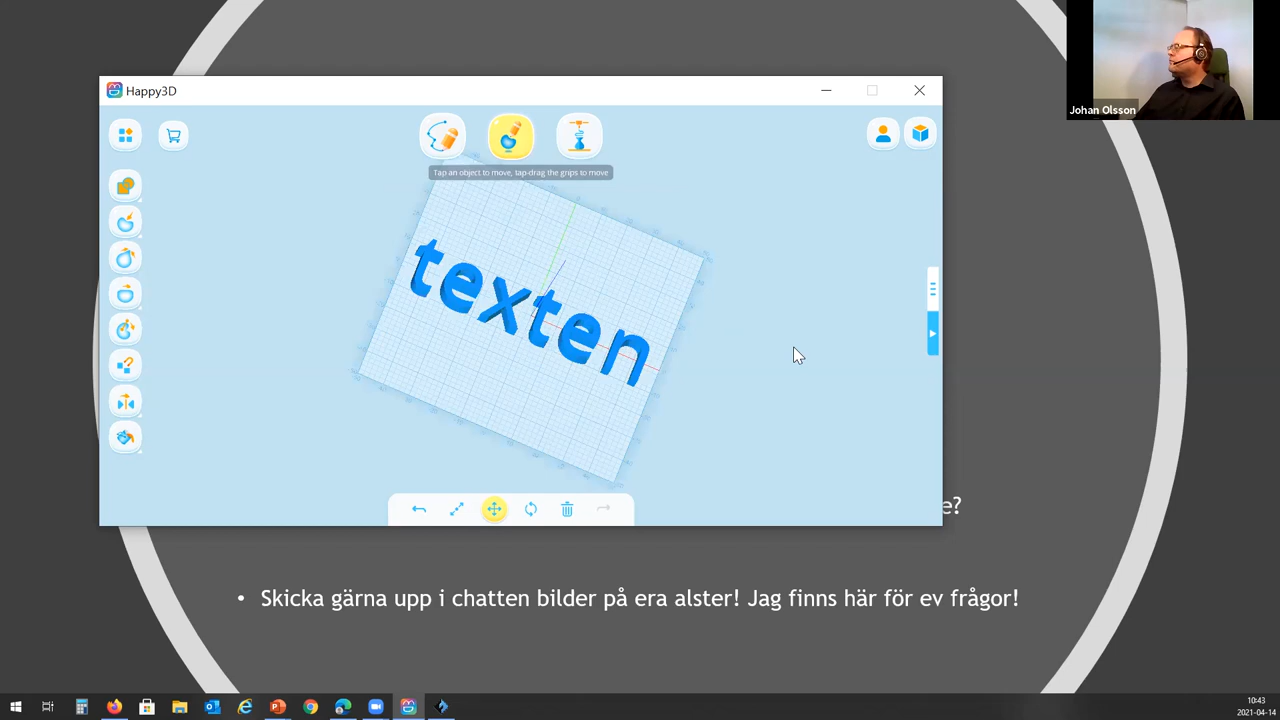 Johan Olsson
Happy3D
Tap an object to move, tap-drag the grips to move
texten
e?
• Skicka gärna upp i chatten bilder på era alster! Jag finns här för ev frågor!
10:43
2021-04-14